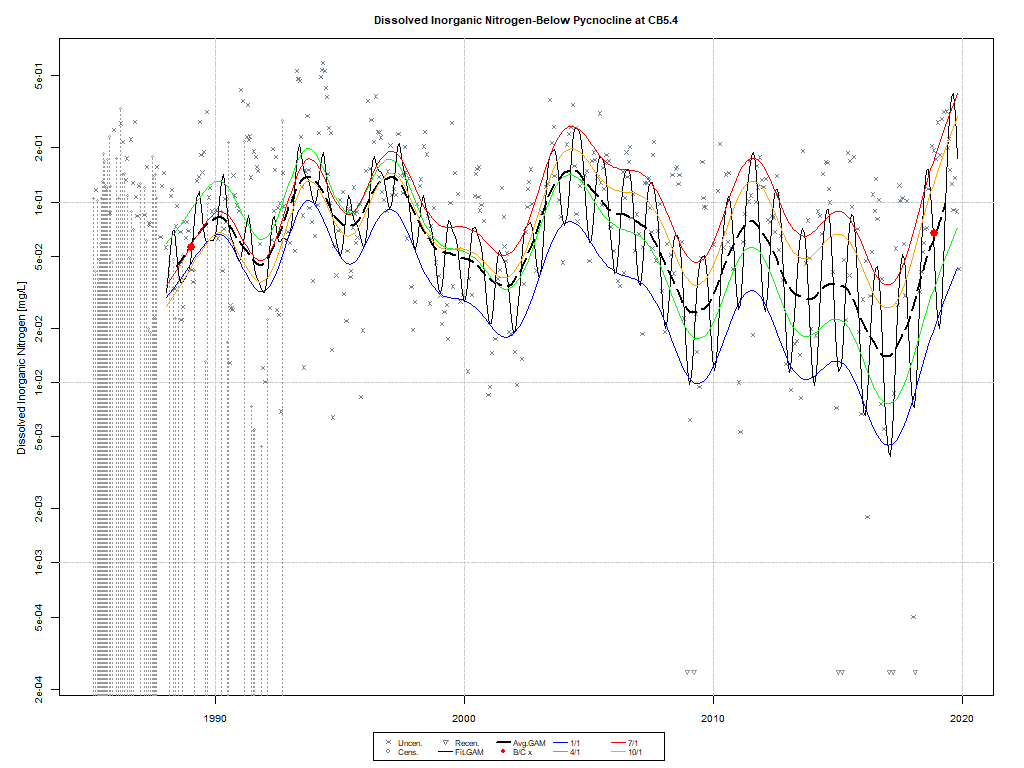 Dissolved Inorganic Nitrogen-Below Pycnocline at CB5.4
Dissolved Inorganic Nitrogen [mg/L]
5e-01
2e-01
1e-01
5e-02
2e-02
1e-02
5e-03
2e-03
1e-03
5e-04
2e-04
1990 2000 2010 2020
Uncen. Recen. Avg.GAM 1/1 7/1
Cens. Fit.GAM B/C x 4/1 10/1